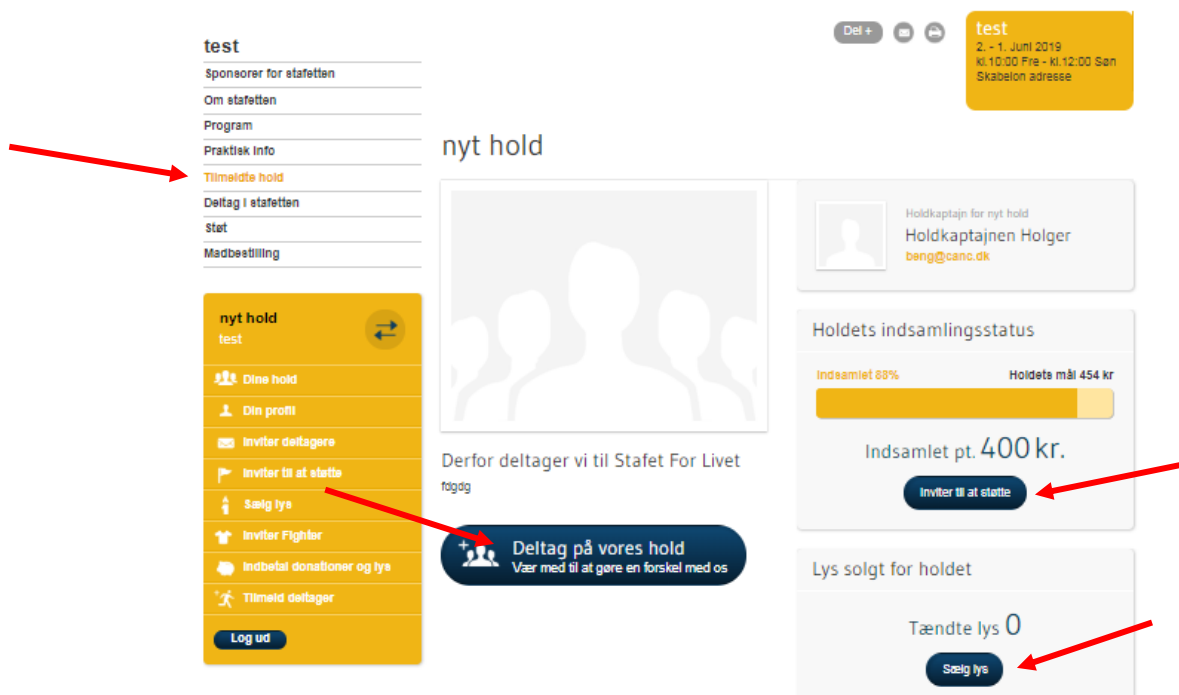 test
Sponsorer for stafetten
Om stafetten
Program
Praktisk Info
Tilmeldte hold
Deltag i stafetten
Støt
Madbestilling
nyt hold
test
Dine hold
Din profil
Inviter deltagere
Inviter til at støtte
Sælg lys
Inviter Fighter
Indbetal donationer og lys
Tilmeld deltager
Log ud
Del +
test
2. - 1. Juni 2019
kl.10:00 Fre - kl.12:00 Søn
Skabelon adresse
nyt hold
Derfor deltager vi til Stafet For Livet
fdgdg
Deltag på vores hold
Vær med til at gøre en forskel med os
Holdkaptajn for nyt hold
Holdkaptajnen Holger
beng@canc.dk
Holdets indsamlingsstatus
Indsamlet 88% Holdets mål 454 kr
Indsamlet pt. 400 kr.
Inviter til at støtte
Lys solgt for holdet
Tændte lys 0
Sælg lys